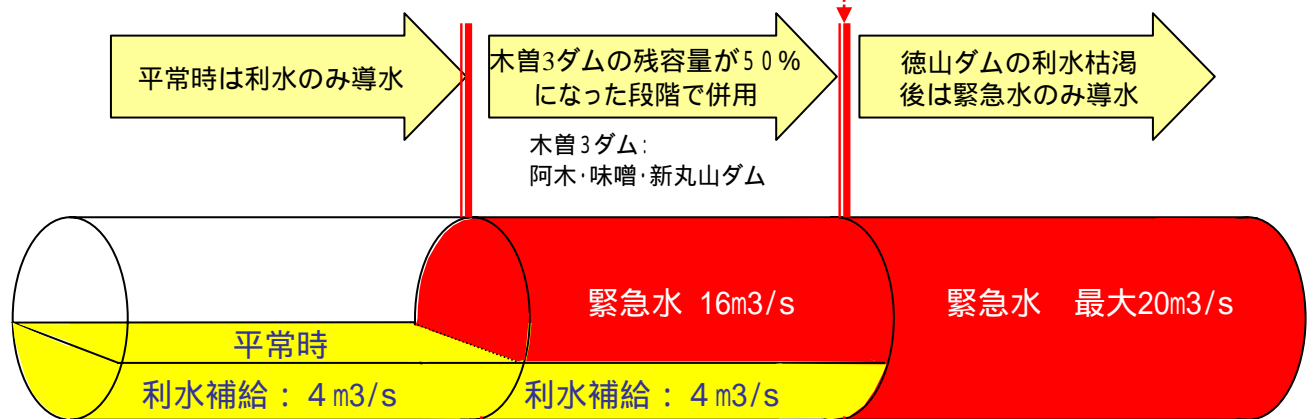 平常時は利水のみ導水
木曽3ダムの残容量が50%
になった段階で併用
徳山ダムの利水枯渇
後は緊急水のみ導水
木曽3ダム:
阿木・味噌・新丸山ダム
緊急水 16m3/s
緊急水 最大20m3/s
平常時
利水補給：4m3/s
利水補給：4m3/s